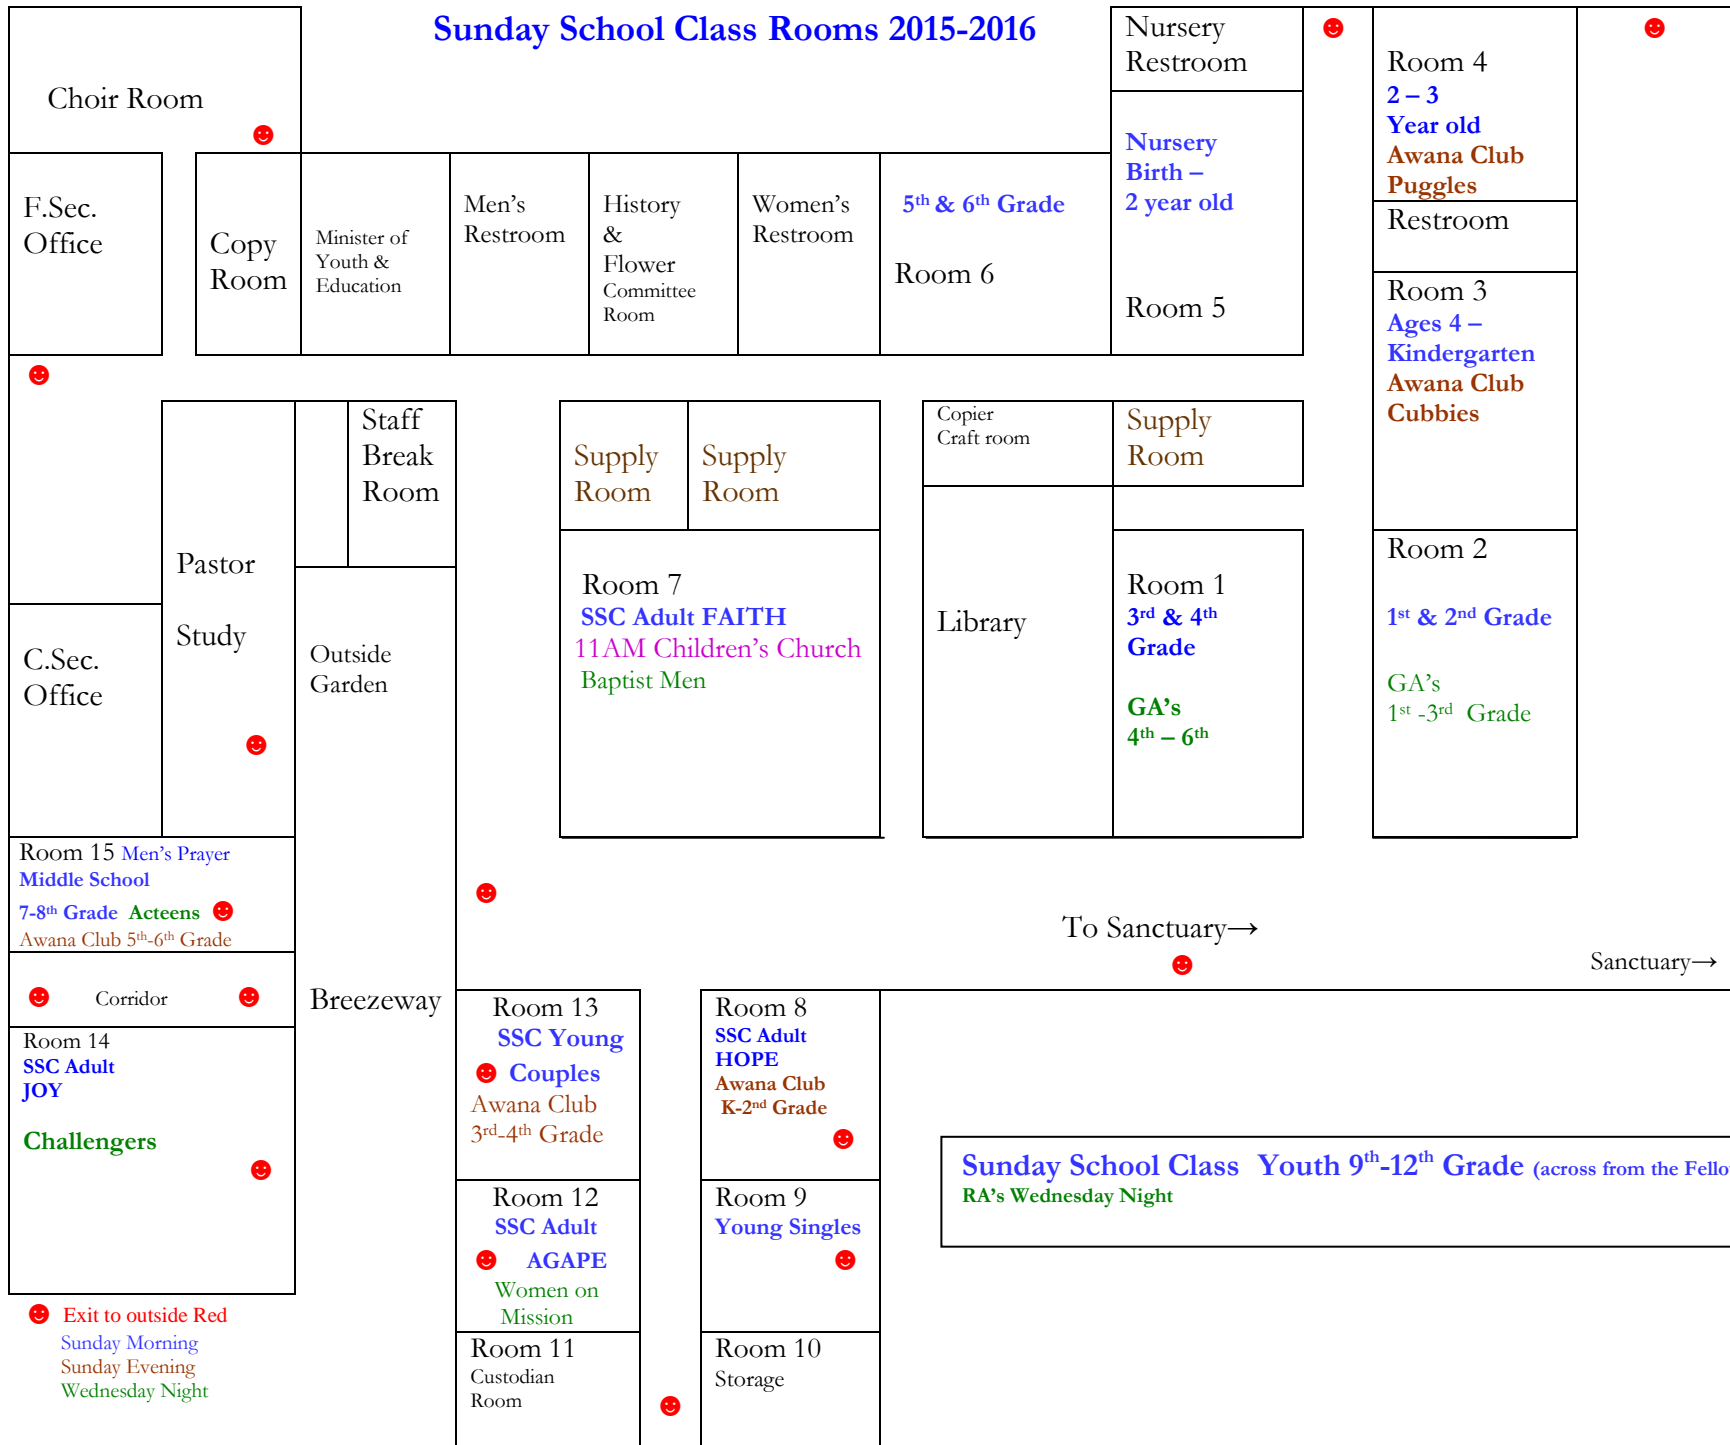 Sunday School Class Rooms 2015-2016
Choir Room
Nursery
Restroom
Room 4
2 – 3
Year old
Awana Club
Puggles
F.Sec.
Office
Copy
Room
Minister of
Youth &
Education
Men's
Restroom
History
&
Flower
Committee
Room
Women's
Restroom
5th & 6th Grade
Room 6
Nursery
Birth –
2 year old
Room 5
Restroom
Room 3
Ages 4 –
Kindergarten
Awana Club
Cubbies
Pastor
Study
Staff
Break
Room
Supply
Room
Supply
Room
Copier
Craft room
Supply
Room
C.Sec.
Office
Outside
Garden
Room 7
SSC Adult FAITH
11AM Children's Church
Baptist Men
Library
Room 1
3rd & 4th
Grade
GA's
4th – 6th
Room 2
1st & 2nd Grade
GA's
1st -3rd Grade
Room 15 Men's Prayer
Middle School
7-8th Grade Acteens
Awana Club 5th-6th Grade
To Sanctuary→
Sanctuary→
Corridor
Breezeway
Room 14
SSC Adult
JOY
Challengers
Room 13
SSC Young
Couples
Awana Club
3rd-4th Grade
Room 8
SSC Adult
HOPE
Awana Club
K-2nd Grade
Room 12
SSC Adult
AGAPE
Women on
Mission
Room 9
Young Singles
Sunday School Class Youth 9th-12th Grade (across from the Fello
RA's Wednesday Night
Room 11
Custodian
Room
Room 10
Storage
Exit to outside Red
Sunday Morning
Sunday Evening
Wednesday Night